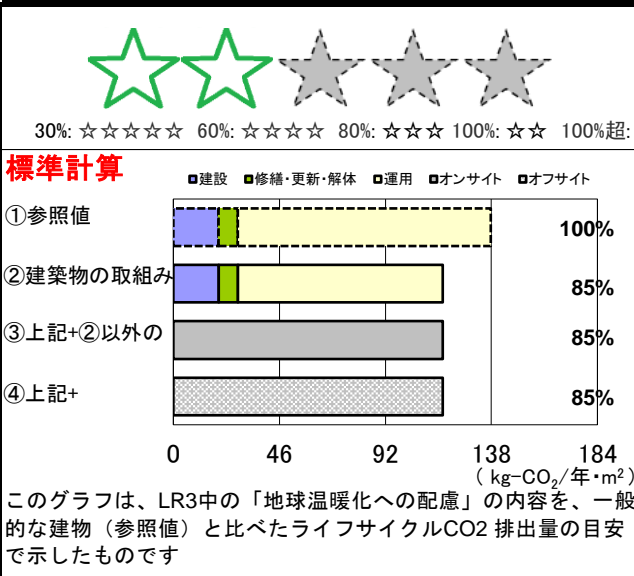 30%: ☆☆☆☆☆ 60%: ☆☆☆☆ 80%: ☆☆☆ 100%: ☆☆ 100%超:
標準計算
建設 修繕・更新・解体 運用 オンサイト オフサイト
①参照値 100%
②建築物の取組み 85%
③上記+②以外の 85%
④上記+ 85%
0 46 92 138 184
( kg-CO₂/年・m²)
このグラフは、LR3中の「地球温暖化への配慮」の内容を、一般
的な建物（参照値）と比べたライフサイクルCO2 排出量の目安
で示したものです